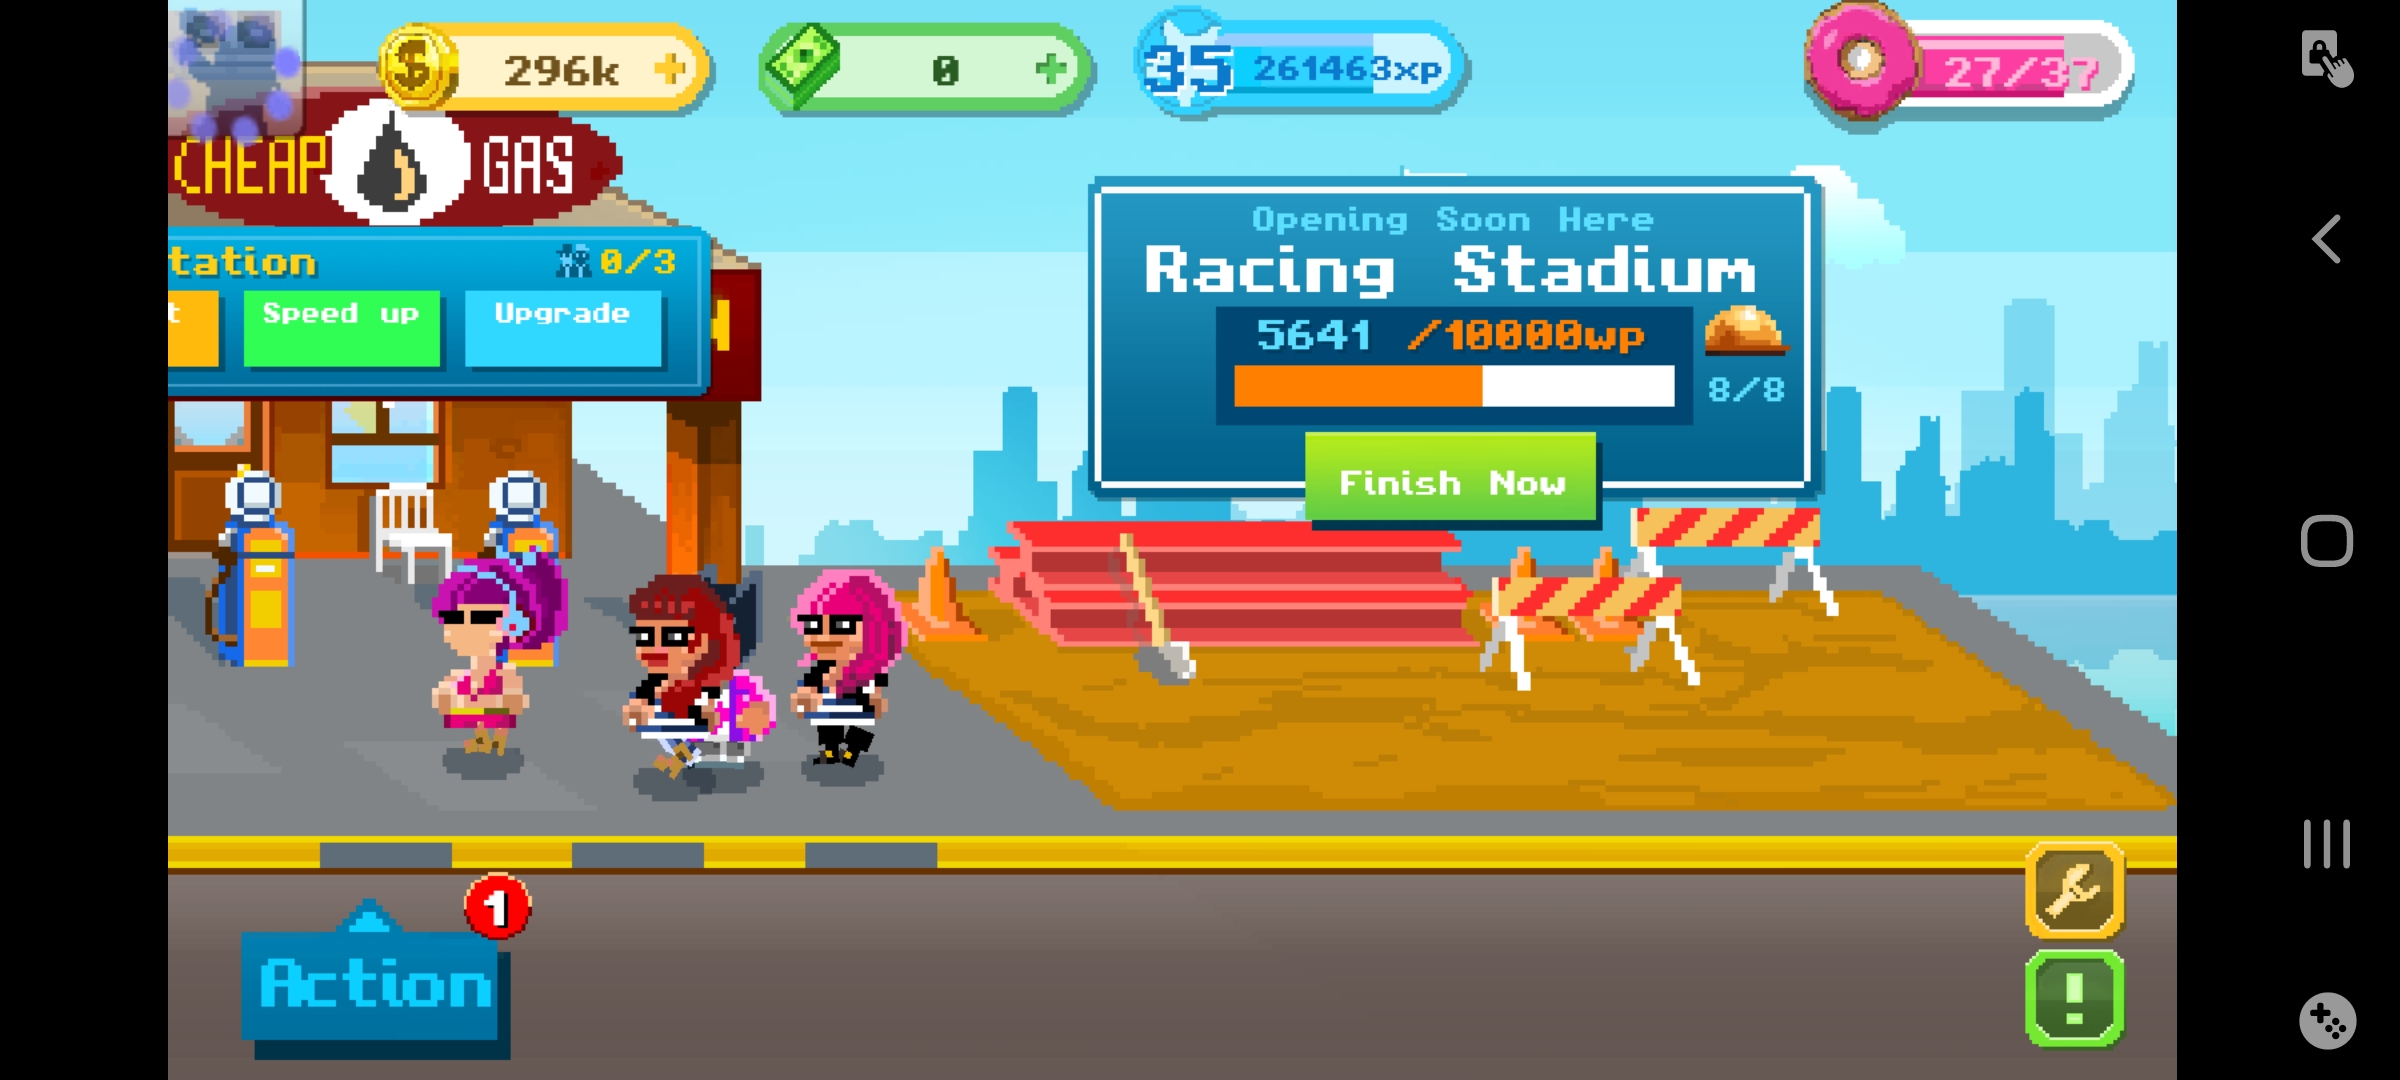 296k
0
35 261463xp
27/37
CHEAP GAS
tation 0/3
t Speed up Upgrade
Opening Soon Here
Racing Stadium
5641 /10000wp
8/8
Finish Now
1
Action
!